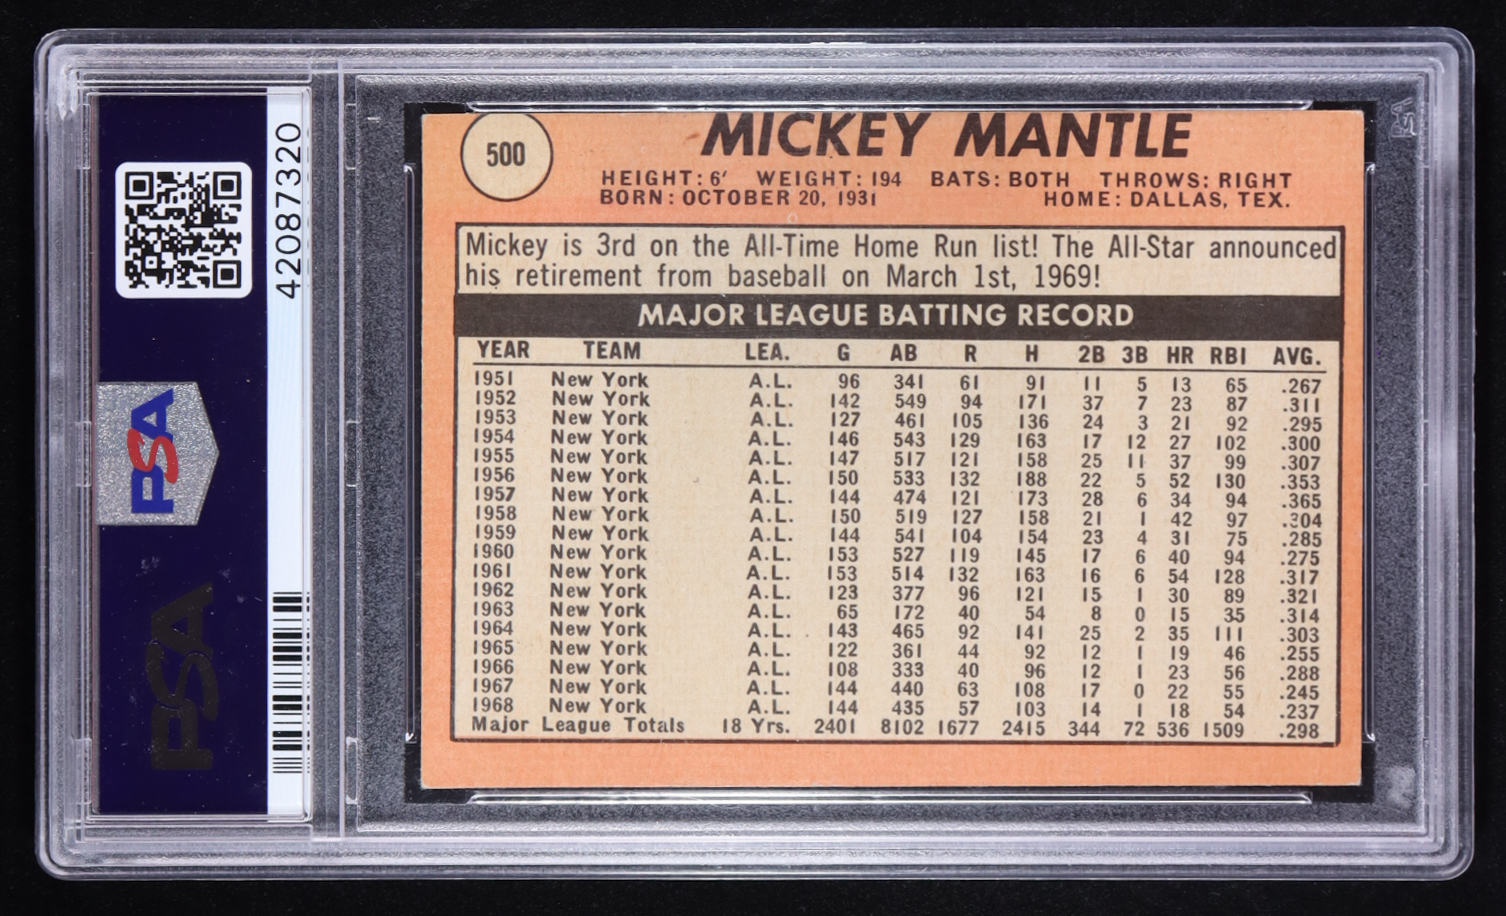 500
MICKEY MANTLE
HEIGHT: 6' WEIGHT: 194 BATS: BOTH THROWS: RIGHT
BORN: OCTOBER 20, 1931 HOME: DALLAS, TEX.
Mickey is 3rd on the All-Time Home Run list! The All-Star announced
his retirement from baseball on March 1st, 1969!
MAJOR LEAGUE BATTING RECORD
YEAR TEAM LEA. G AB R H 2B 3B HR RBI AVG.
1951 New York A.L. 96 341 61 91 11 5 13 65 .267
1952 New York A.L. 142 549 94 171 37 7 23 87 .311
1953 New York A.L. 127 461 105 136 24 3 21 92 .295
1954 New York A.L. 146 543 129 163 17 12 27 102 .300
1955 New York A.L. 147 517 121 158 25 11 37 99 .307
1956 New York A.L. 150 533 132 188 22 5 52 130 .353
1957 New York A.L. 144 474 121 173 28 6 34 94 .365
1958 New York A.L. 150 519 127 158 21 1 42 97 .304
1959 New York A.L. 144 541 104 154 23 4 31 75 .285
1960 New York A.L. 153 527 119 145 17 6 40 94 .275
1961 New York A.L. 153 514 132 163 16 6 54 128 .317
1962 New York A.L. 123 377 96 121 15 1 30 89 .321
1963 New York A.L. 65 172 40 54 8 0 15 35 .314
1964 New York A.L. 143 465 92 141 25 2 35 111 .303
1965 New York A.L. 122 361 44 92 12 1 19 46 .255
1966 New York A.L. 108 333 40 96 12 1 23 56 .288
1967 New York A.L. 144 440 63 108 17 0 22 55 .245
1968 New York A.L. 144 435 57 103 14 1 18 54 .237
Major League Totals 18 Yrs. 2401 8102 1677 2415 344 72 536 1509 .298
42087320
PSA
PSA
PSA